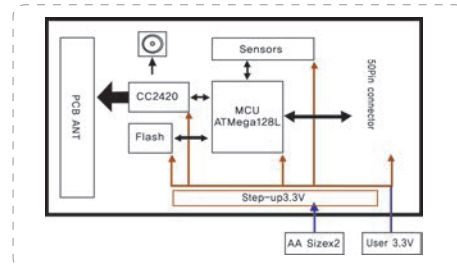 Sensors
CC2420
MCU
ATMega128L
Flash
PCB ANT
50Pin connector
Step-up3.3V
AA Sizex2
User 3.3V